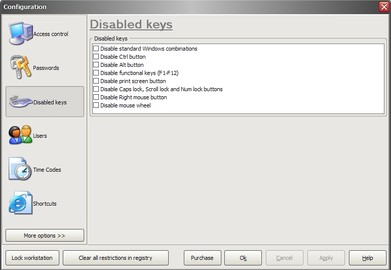 Configuration
Access control
Passwords
Disabled keys
Users
Time Codes
Shortcuts
More options >>
Disabled keys
Disabled keys
Disable standard Windows combinations
Disable Ctrl button
Disable Alt button
Disable functional keys (F1-F12)
Disable print screen button
Disable Caps lock, Scroll lock and Num lock buttons
Disable Right mouse button
Disable mouse wheel
Lock workstation
Clear all restrictions in registry
Purchase
Ok
Cancel
Apply
Help